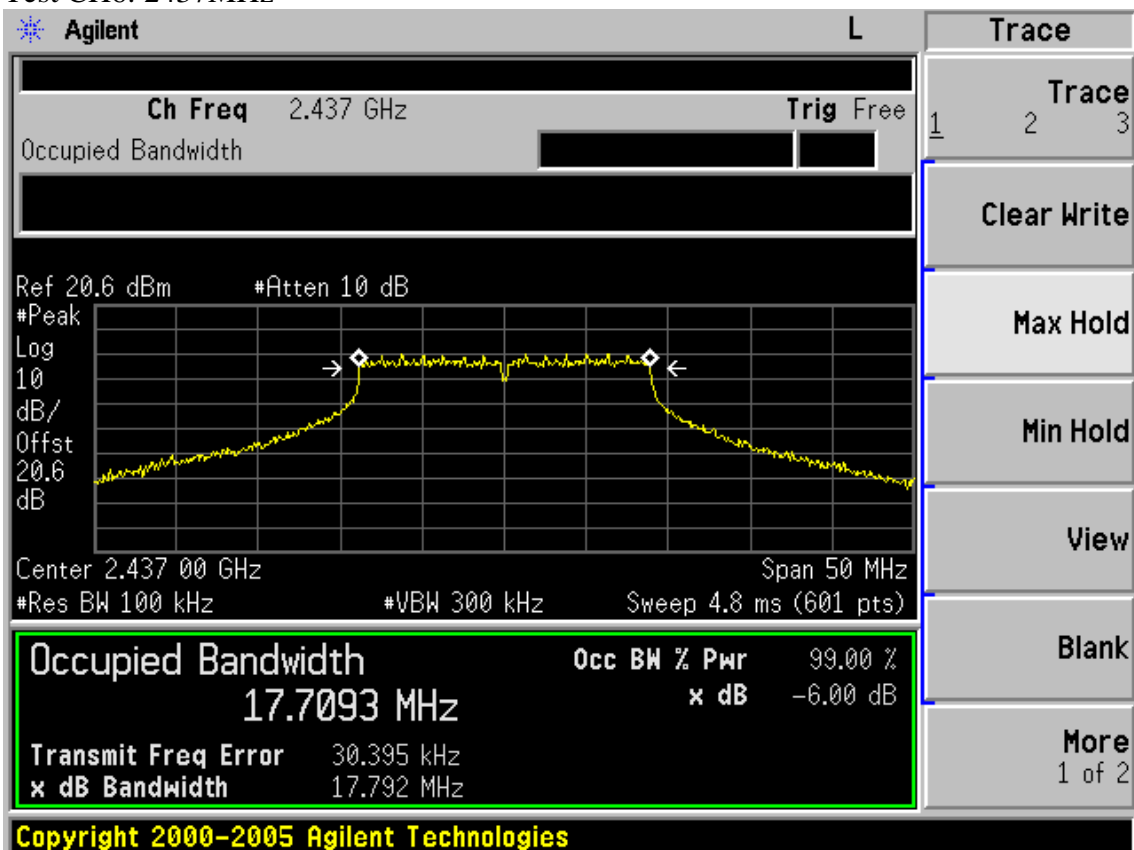 Agilent L Trace
Ch Freq 2.437 GHz Trig Free
Occupied Bandwidth
Trace
1 2 3
Clear Write
Max Hold
Min Hold
View
Blank
More
1 of 2
Ref 20.6 dBm #Atten 10 dB
#Peak
Log
10
dB/
Offst
20.6
dB
Center 2.437 00 GHz Span 50 MHz
#Res BW 100 kHz #VBW 300 kHz Sweep 4.8 ms (601 pts)
Occupied Bandwidth Occ BW % Pwr 99.00 %
17.7093 MHz x dB -6.00 dB
Transmit Freq Error 30.395 kHz
x dB Bandwidth 17.792 MHz
Copyright 2000-2005 Agilent Technologies